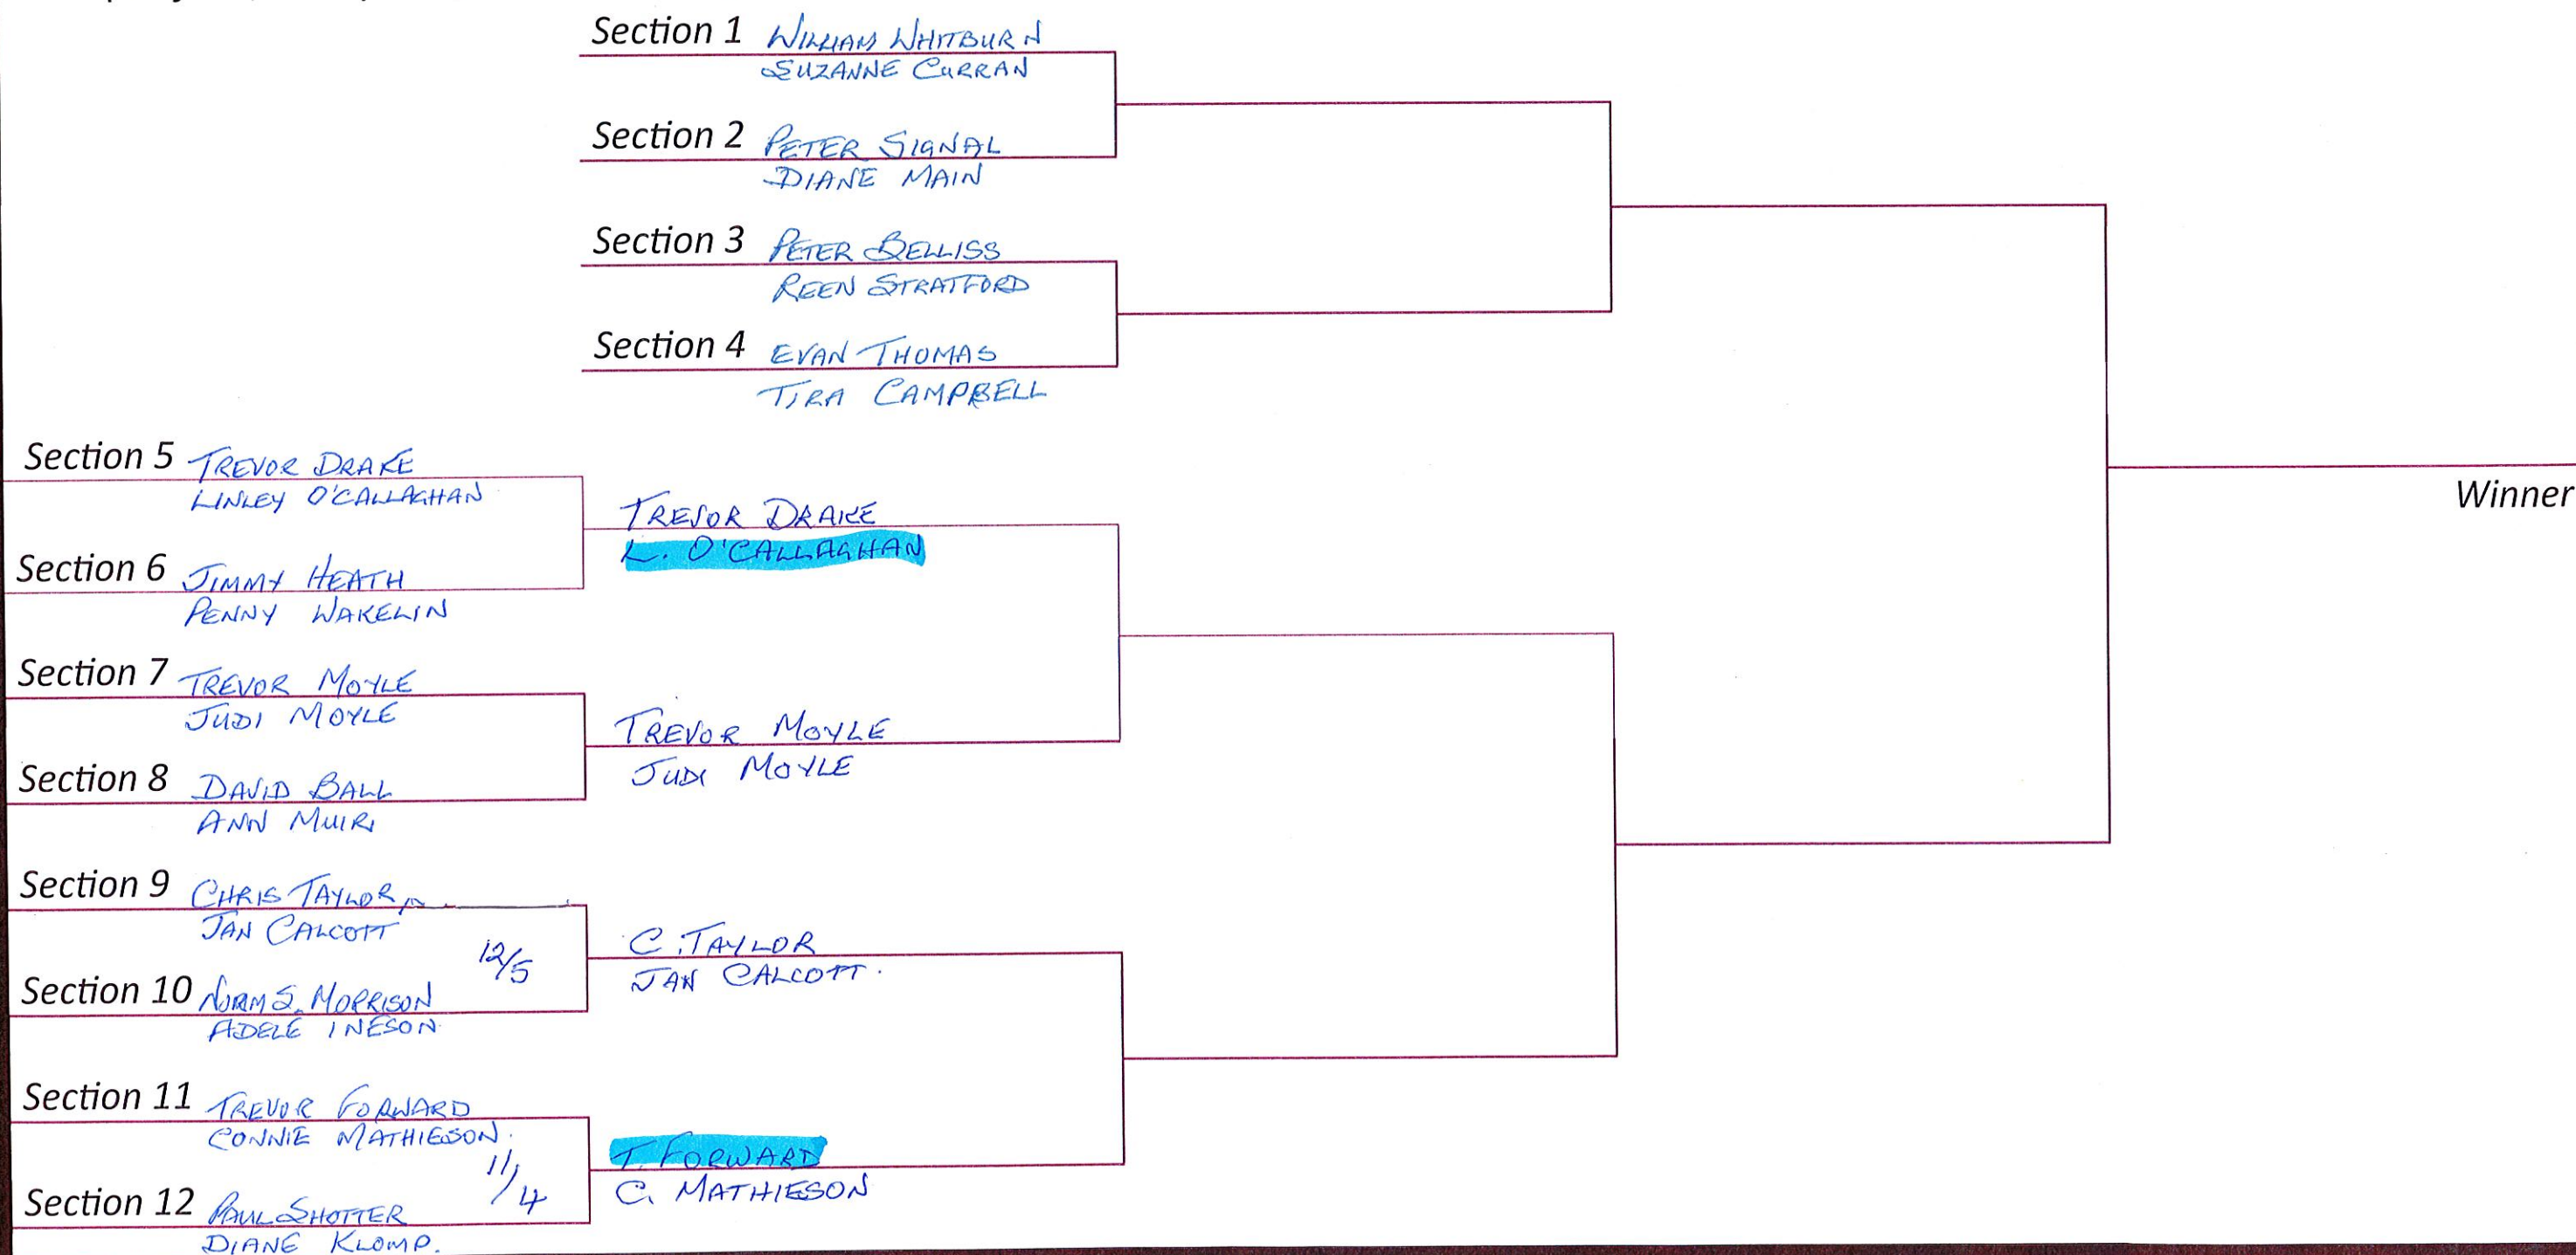 Section 1 WILLIAM WHITBURN
SUZANNE CURRAN
Section 2 PETER SIGNAL
DIANE MAIN
Section 3 PETER BELLISS
REEN STRATFORD
Section 4 EVAN THOMAS
TIRA CAMPBELL
Section 5 TREVOR DRAKE
LINLEY O'CALLAGHAN
TREVOR DRAKE
L. O'CALLAGHAN
Winner
Section 6 JIMMY HEATH
PENNY WAKELIN
Section 7 TREVOR MOYLE
JUDI MOYLE
TREVOR MOYLE
JUDI MOYLE
Section 8 DAVID BALL
ANN MUIR
Section 9 CHRIS TAYLOR
JAN CALCOTT
12/5
C. TAYLOR
JAN CALCOTT.
Section 10 NORM S. MORRISON
ADELE INESON
Section 11 TREVOR FORWARD
CONNIE MATHIESON.
11/4
T. FORWARD
C. MATHIESON
Section 12 PAUL SHOTTER
DIANE KLOMP.